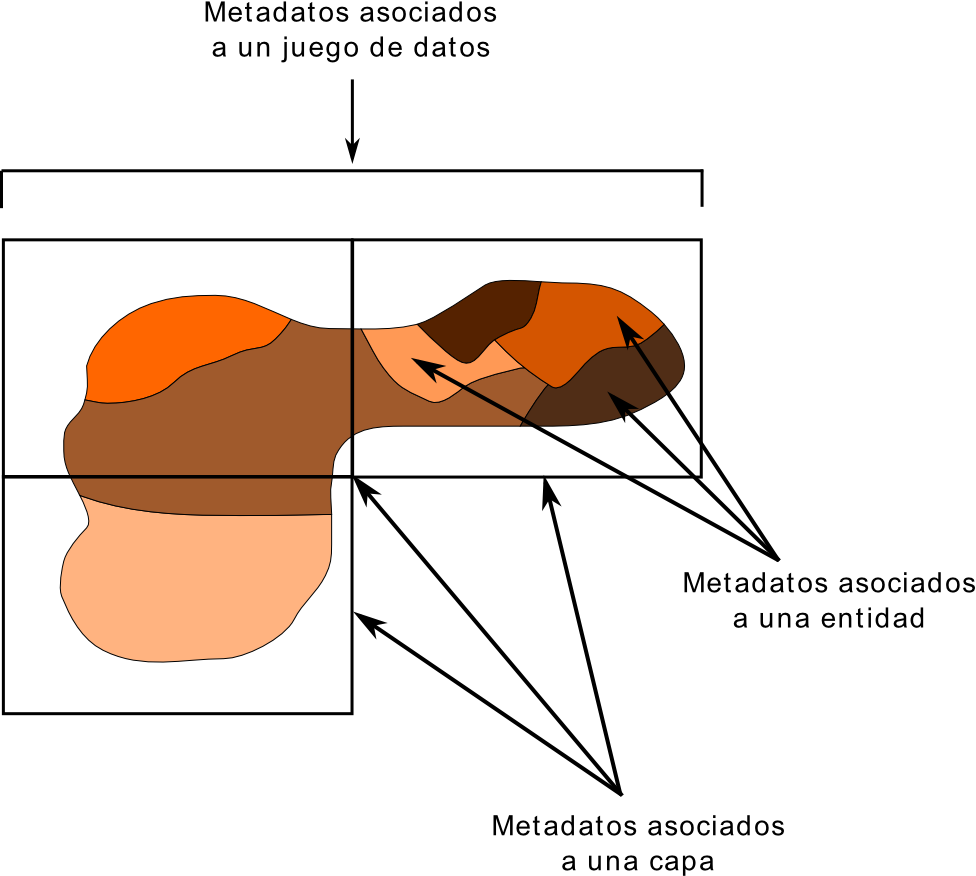 Metadatos asociados
a un juego de datos
Metadatos asociados
a una entidad
Metadatos asociados
a una capa